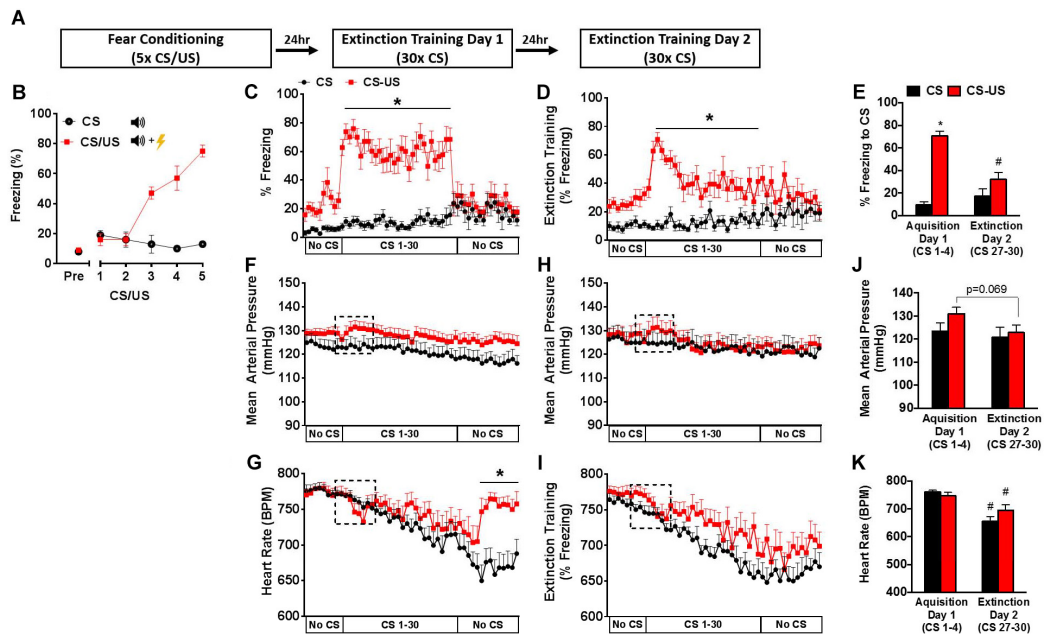 A
Fear Conditioning
(5x CS/US)
24hr
Extinction Training Day 1
(30x CS)
24hr
Extinction Training Day 2
(30x CS)
B
CS
CS/US
+
Freezing (%)
100
80
60
40
20
0
Pre
1
2
3
4
5
CS/US
C
CS
CS-US
*
% Freezing
100
80
60
40
20
0
No CS
CS 1-30
No CS
D
*
Extinction Training
(% Freezing)
100
80
60
40
20
0
No CS
CS 1-30
No CS
E
CS
CS-US
% Freezing to CS
100
80
60
40
20
0
*
#
Aquisition
Day 1
(CS 1-4)
Extinction
Day 2
(CS 27-30)
F
Mean Arterial Pressure
(mmHg)
150
140
130
120
110
100
90
No CS
CS 1-30
No CS
H
Mean Arterial Pressure
(mmHg)
150
140
130
120
110
100
90
No CS
CS 1-30
No CS
J
p=0.069
Mean Arterial Pressure
(mmHg)
140
130
120
110
100
90
Aquisition
Day 1
(CS 1-4)
Extinction
Day 2
(CS 27-30)
G
*
Heart Rate (BPM)
800
750
700
650
600
No CS
CS 1-30
No CS
I
Extinction Training
(% Freezing)
800
750
700
650
600
No CS
CS 1-30
No CS
K
Heart Rate (BPM)
800
700
600
500
400
#
#
Aquisition
Day 1
(CS 1-4)
Extinction
Day 2
(CS 27-30)